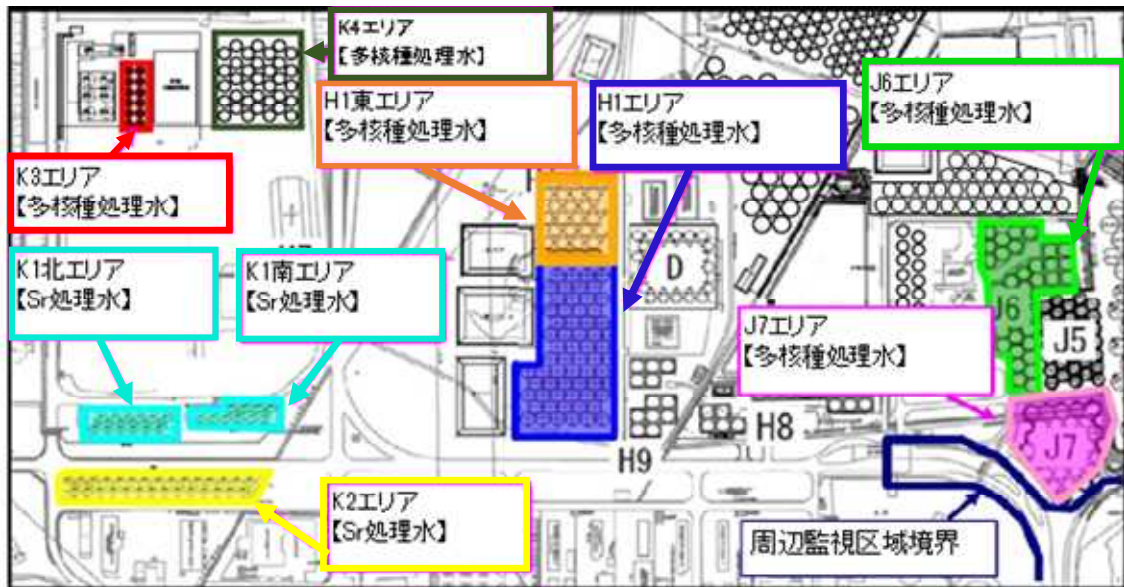 K4エリア
【多核種処理水】
H1東エリア
【多核種処理水】
H1エリア
【多核種処理水】
J6エリア
【多核種処理水】
K3エリア
【多核種処理水】
K1北エリア
【Sr処理水】
K1南エリア
【Sr処理水】
D
J6
J5
J7エリア
【多核種処理水】
H8
J7
H9
K2エリア
【Sr処理水】
周辺監視区域境界